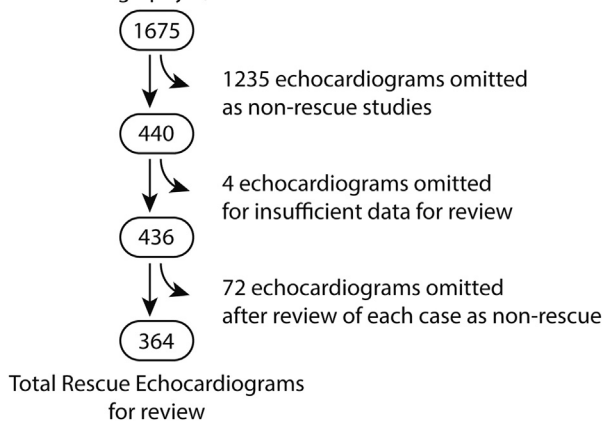 1675
1235 echocardiograms omitted
as non-rescue studies
440
4 echocardiograms omitted
for insufficient data for review
436
72 echocardiograms omitted
after review of each case as non-rescue
364
Total Rescue Echocardiograms
for review